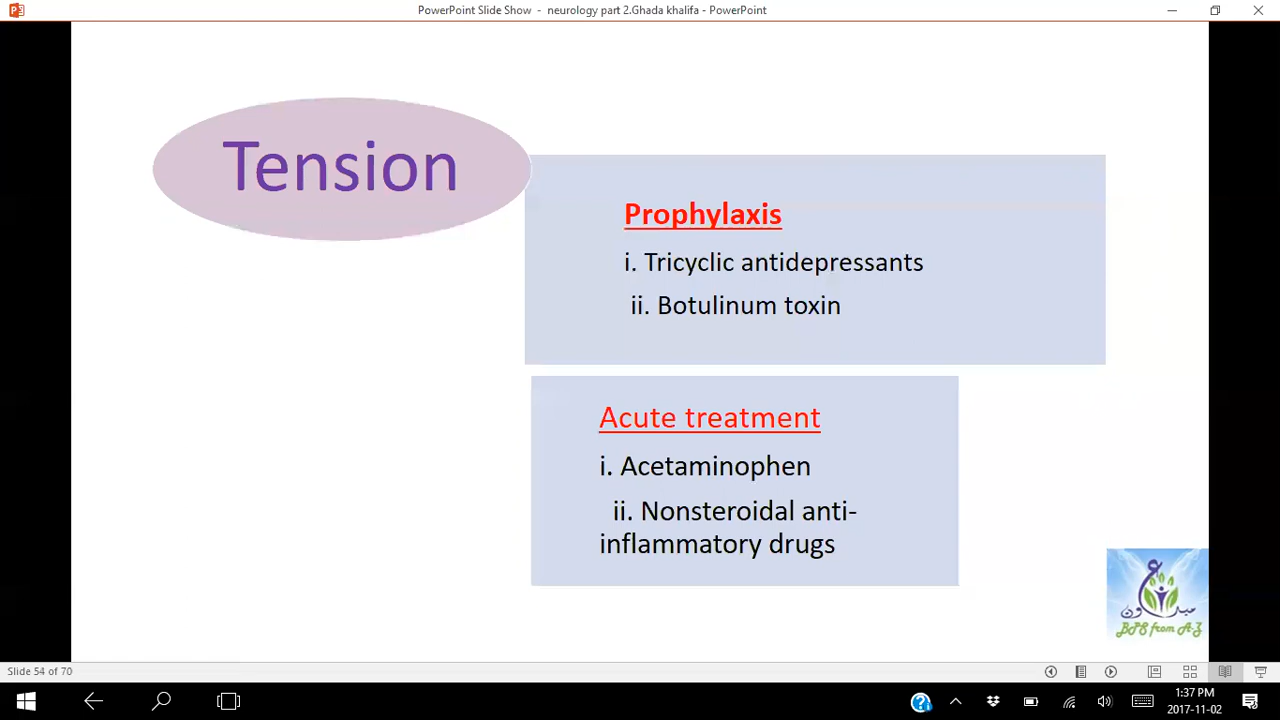 PowerPoint Slide Show - neurology part 2.Ghada khalifa - PowerPoint
Tension
Prophylaxis
i. Tricyclic antidepressants
ii. Botulinum toxin
Acute treatment
i. Acetaminophen
ii. Nonsteroidal anti-
inflammatory drugs
مبدعون
BPS from A-Z
Slide 54 of 70
1:37 PM
2017-11-02